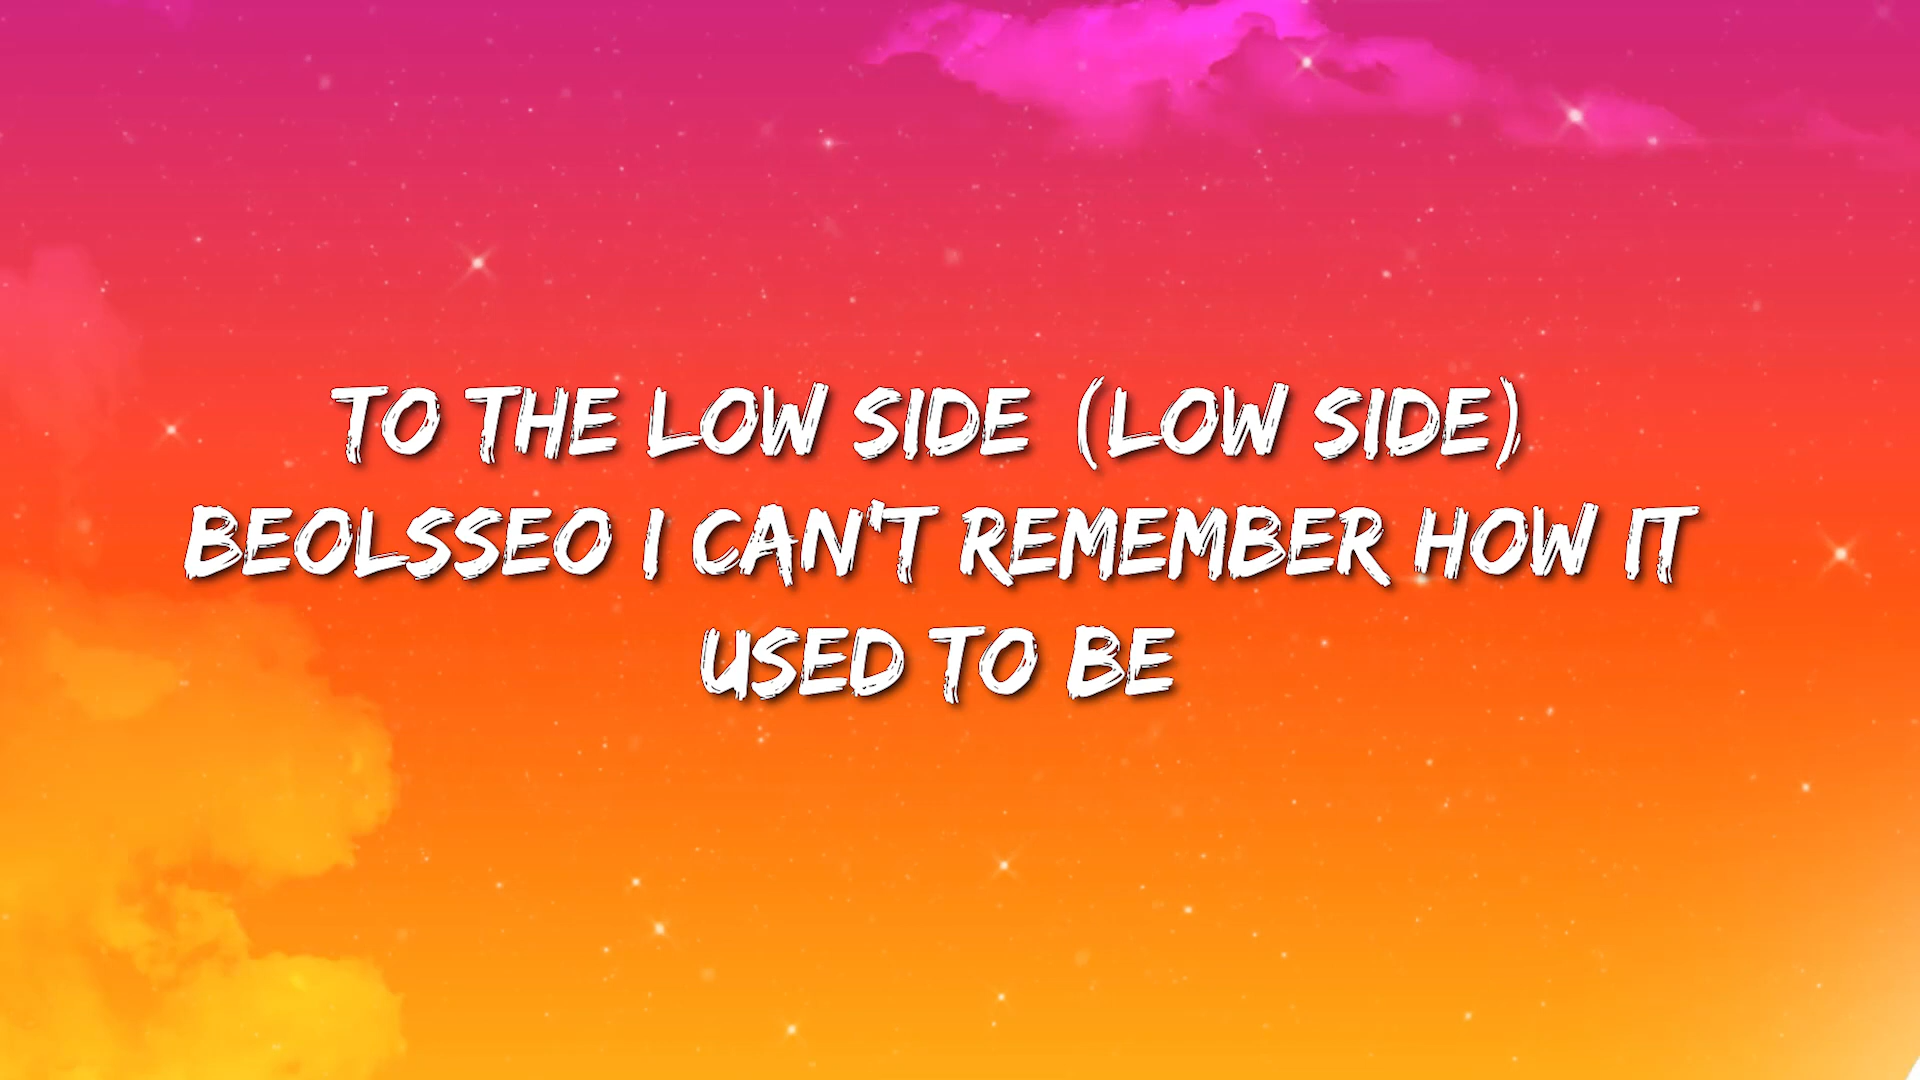 TO THE LOW SIDE (LOW SIDE)
BEOLSSEO I CAN'T REMEMBER HOW IT
USED TO BE